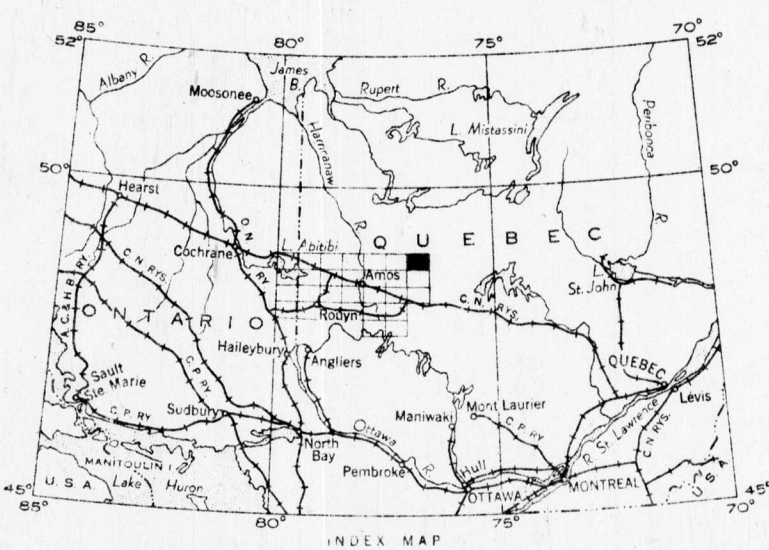 85°
80°
75°
70°
52°
52°
Albany R.
James B.
Moosonee
Rupert R.
Peribonca R.
L. Mistassini
Harricanaw R.
50°
50°
Hearst
O. N. RY
L. Abitibi
QUEBEC
Cochrane
C. N. RYS.
Amos
L. St. John
A. C. & H. B. RY
C. N. RYS.
ONTARIO
Rouyn
Haileybury
Angliers
QUEBEC
Sault Ste. Marie
C. P. RY
Lévis
C. P. RY
Sudbury
Maniwaki
Mont Laurier
C. P. RY
R. St. Lawrence
C. N. RYS.
North Bay
Ottawa R.
MANITOULIN I
Pembroke
Hull
U. S. A.
Lake Huron
OTTAWA
MONTREAL
U. S. A.
45°
45°
85°
80°
75°
70°
INDEX MAP